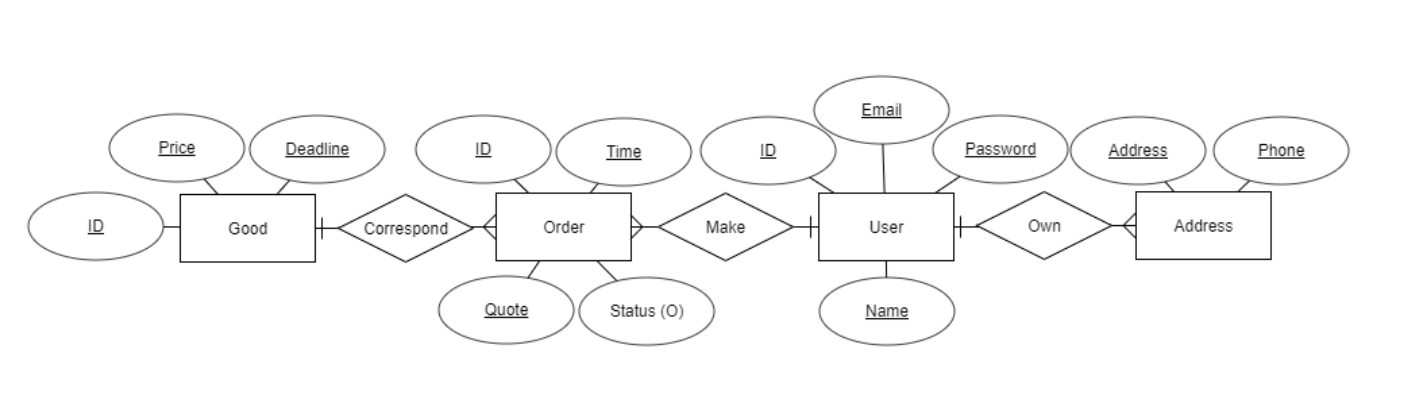 Email
Price
Deadline
ID
Time
ID
Password
Address
Phone
ID
Good
Correspond
Order
Make
User
Own
Address
Quote
Status (O)
Name